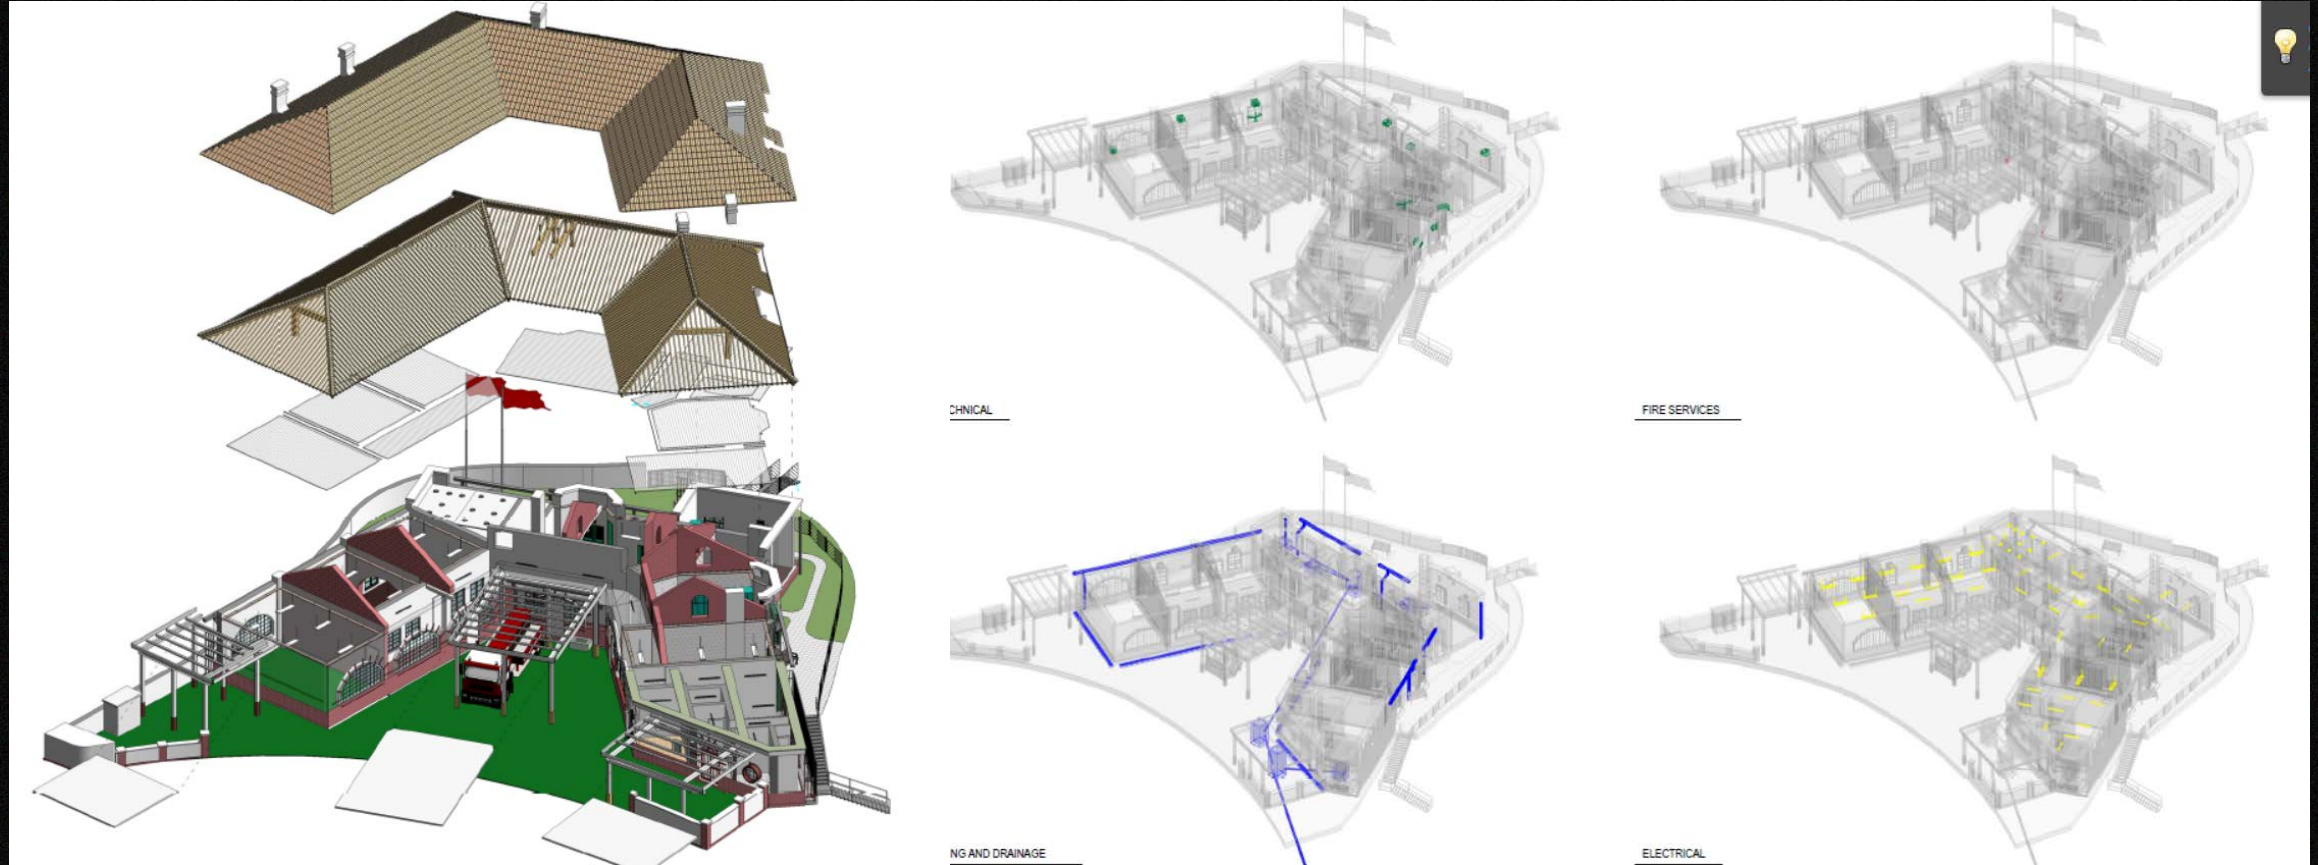 CHNICAL
FIRE SERVICES
NG AND DRAINAGE
ELECTRICAL